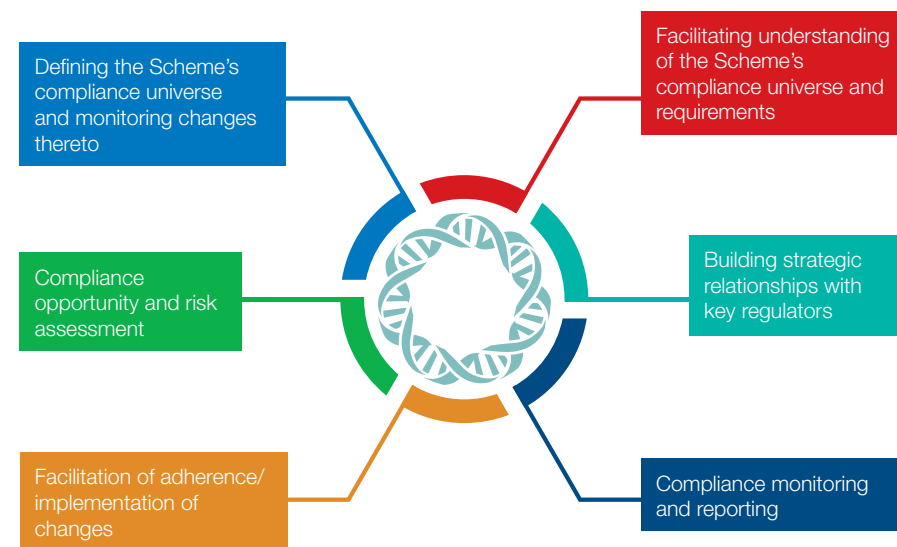 Defining the Scheme's
compliance universe
and monitoring changes
thereto
Facilitating understanding
of the Scheme's
compliance universe and
requirements
Compliance
opportunity and risk
assessment
Building strategic
relationships with
key regulators
Facilitation of adherence/
implementation of
changes
Compliance monitoring
and reporting